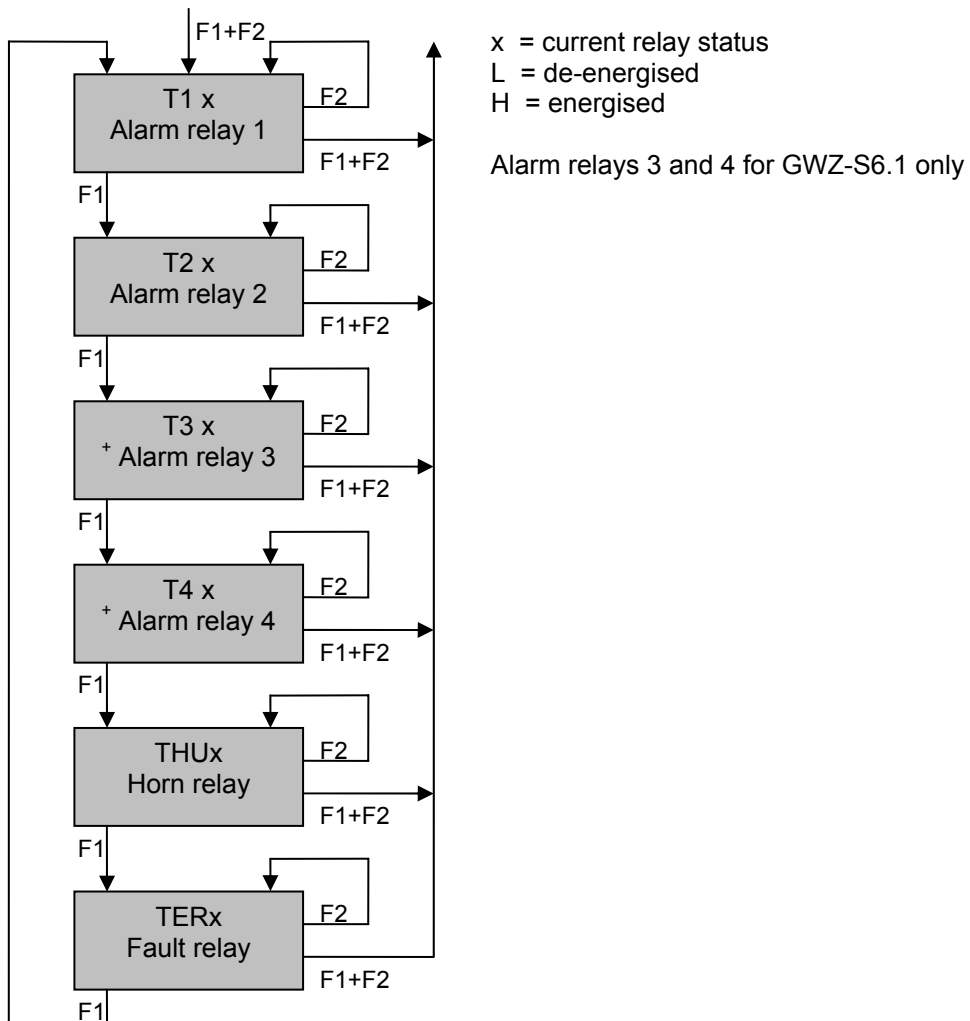 F1+F2
x = current relay status
L = de-energised
H = energised
Alarm relays 3 and 4 for GWZ-S6.1 only
T1 x
Alarm relay 1
F2
F1+F2
F1
T2 x
Alarm relay 2
F2
F1+F2
F1
T3 x
+ Alarm relay 3
F2
F1+F2
F1
T4 x
+ Alarm relay 4
F2
F1+F2
F1
THUx
Horn relay
F2
F1+F2
F1
TERx
Fault relay
F2
F1+F2
F1